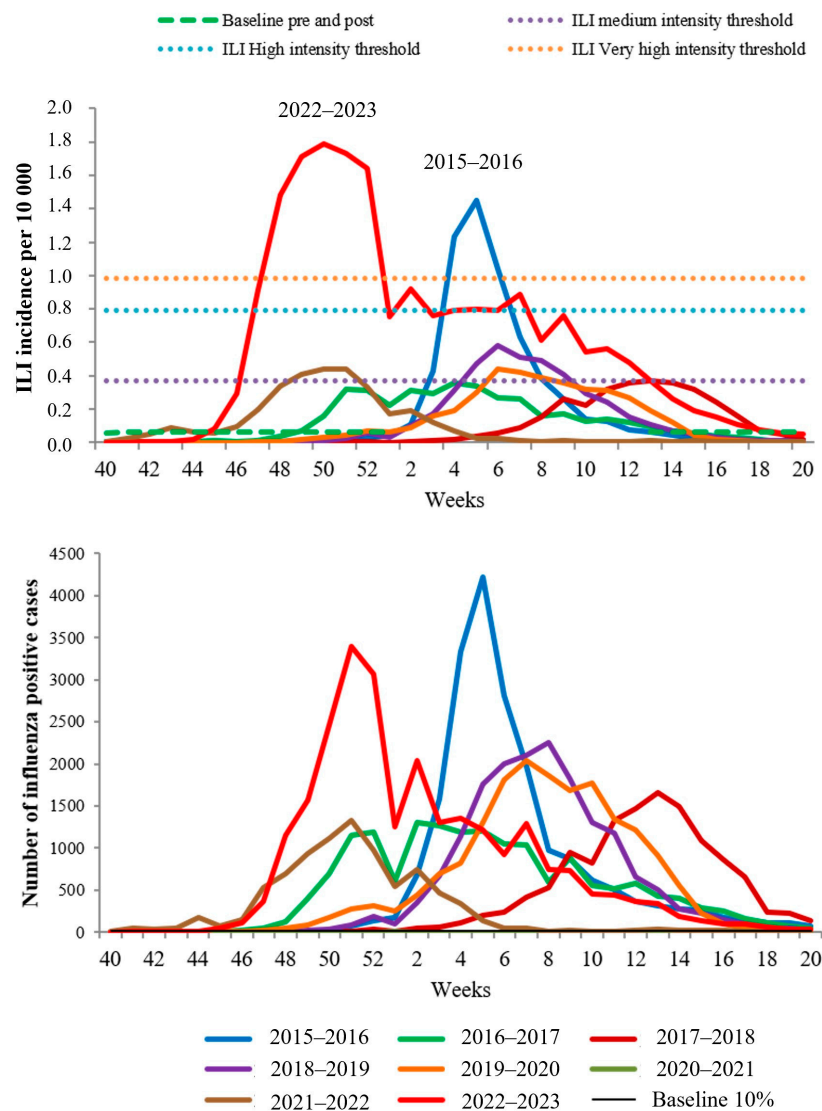 Baseline pre and post ILI medium intensity threshold
ILI High intensity threshold ILI Very high intensity threshold
2022–2023
2015–2016
ILI incidence per 10 000
2.0
1.8
1.6
1.4
1.2
1.0
0.8
0.6
0.4
0.2
0.0
40 42 44 46 48 50 52 2 4 6 8 10 12 14 16 18 20
Weeks
Number of influenza positive cases
4500
4000
3500
3000
2500
2000
1500
1000
500
0
40 42 44 46 48 50 52 2 4 6 8 10 12 14 16 18 20
Weeks
2015–2016 2016–2017 2017–2018
2018–2019 2019–2020 2020–2021
2021–2022 2022–2023 Baseline 10%